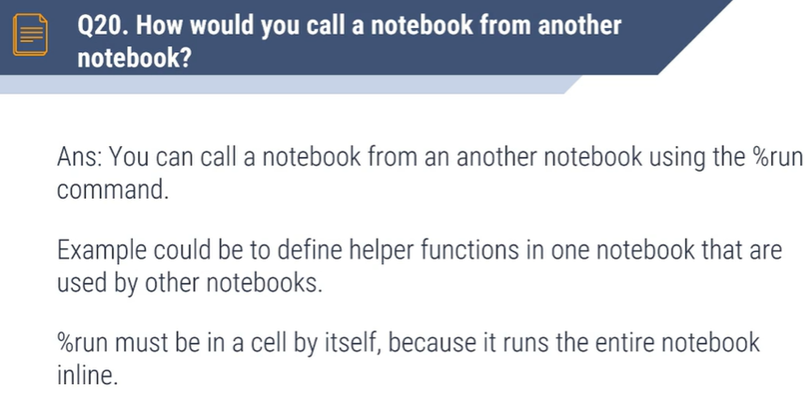 Q20. How would you call a notebook from another
notebook?
Ans: You can call a notebook from an another notebook using the %run
command.
Example could be to define helper functions in one notebook that are
used by other notebooks.
%run must be in a cell by itself, because it runs the entire notebook
inline.